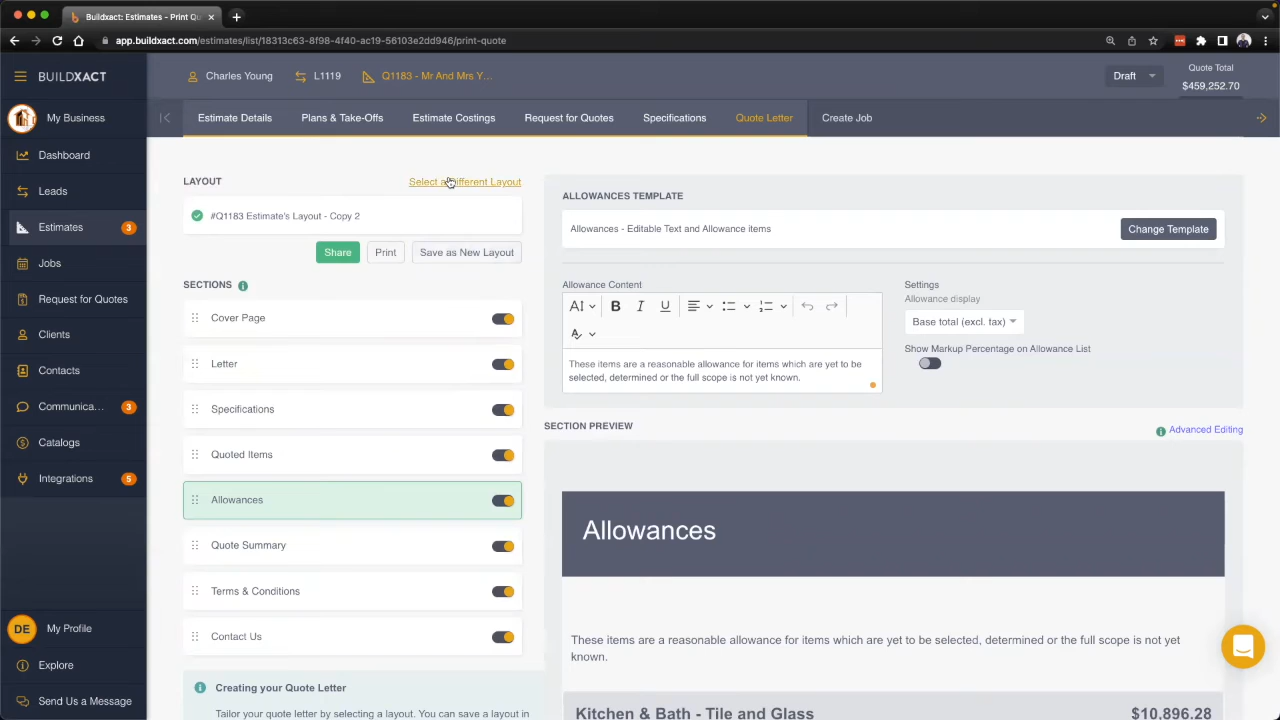 Buildxact: Estimates - Print Qu
app.buildxact.com/estimates/list/18313c63-8f98-4f40-ac19-56103e2dd946/print-quote
BUILDXACT
Charles Young
L1119
Q1183 - Mr And Mrs Y...
Draft
Quote Total
$459,252.70
My Business
Dashboard
Leads
Estimates
3
Jobs
Request for Quotes
Clients
Contacts
Communica...
3
Catalogs
Integrations
5
DE
My Profile
Explore
Send Us a Message
Estimate Details
Plans & Take-Offs
Estimate Costings
Request for Quotes
Specifications
Quote Letter
Create Job
LAYOUT
Select a Different Layout
#Q1183 Estimate's Layout - Copy 2
Share
Print
Save as New Layout
SECTIONS
Cover Page
Letter
Specifications
Quoted Items
Allowances
Quote Summary
Terms & Conditions
Contact Us
Creating your Quote Letter
Tailor your quote letter by selecting a layout. You can save a layout in
ALLOWANCES TEMPLATE
Allowances - Editable Text and Allowance items
Change Template
Allowance Content
These items are a reasonable allowance for items which are yet to be
selected, determined or the full scope is not yet known.
Settings
Allowance display
Base total (excl. tax)
Show Markup Percentage on Allowance List
SECTION PREVIEW
Advanced Editing
Allowances
These items are a reasonable allowance for items which are yet to be selected, determined or the full scope is not yet
known.
Kitchen & Bath - Tile and Glass
$10,896.28